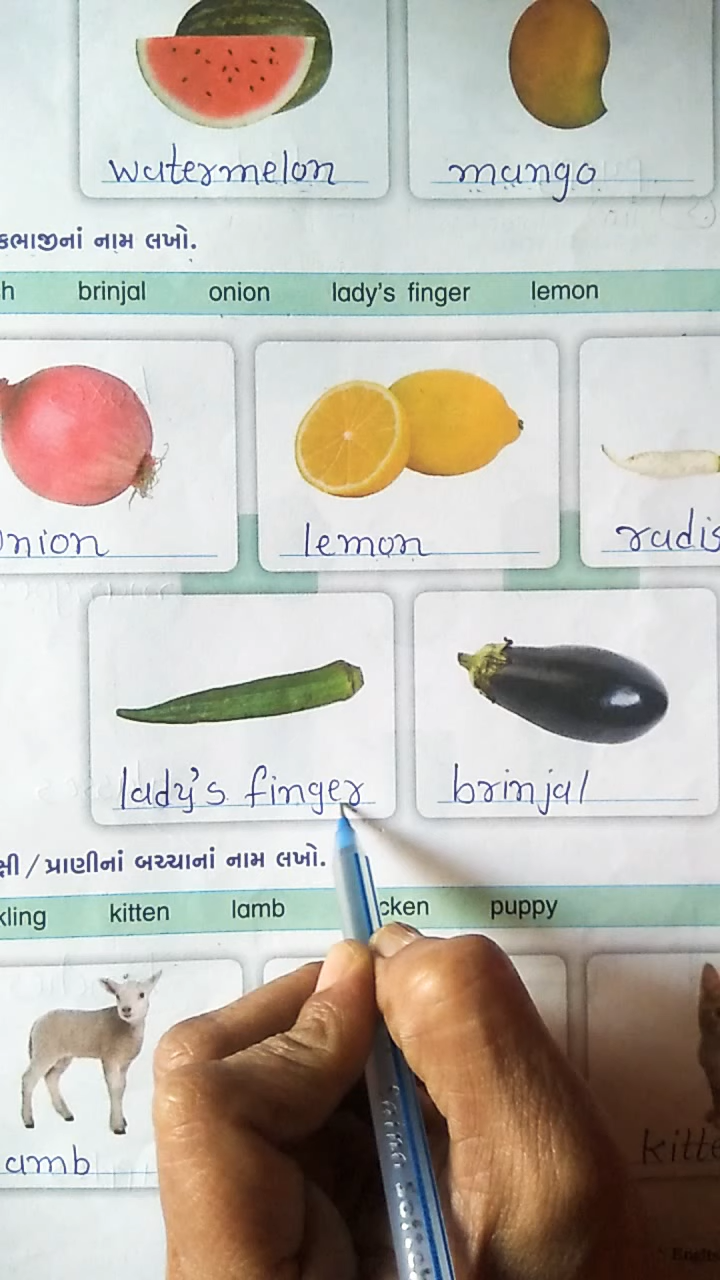 watermelon mango
કભાજીનાં નામ લખો.
h brinjal onion lady's finger lemon
onion lemon radis
lady's finger brinjal
ક્ષી / પ્રાણીનાં બચ્ચાનાં નામ લખો.
kling kitten lamb cken puppy
amb kitte